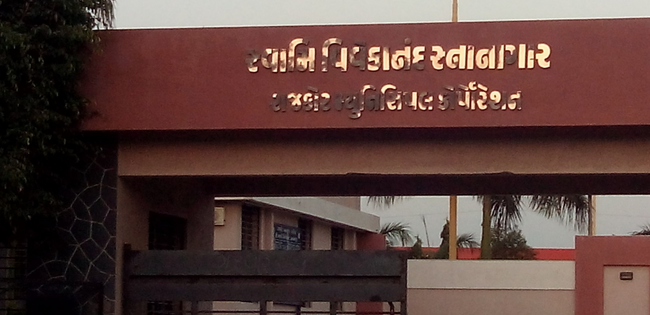 સ્વામિ વિવેકાનંદ સ્નાનાગાર
રાજકોટ મ્યુનિસિપલ કોર્પોરેશન